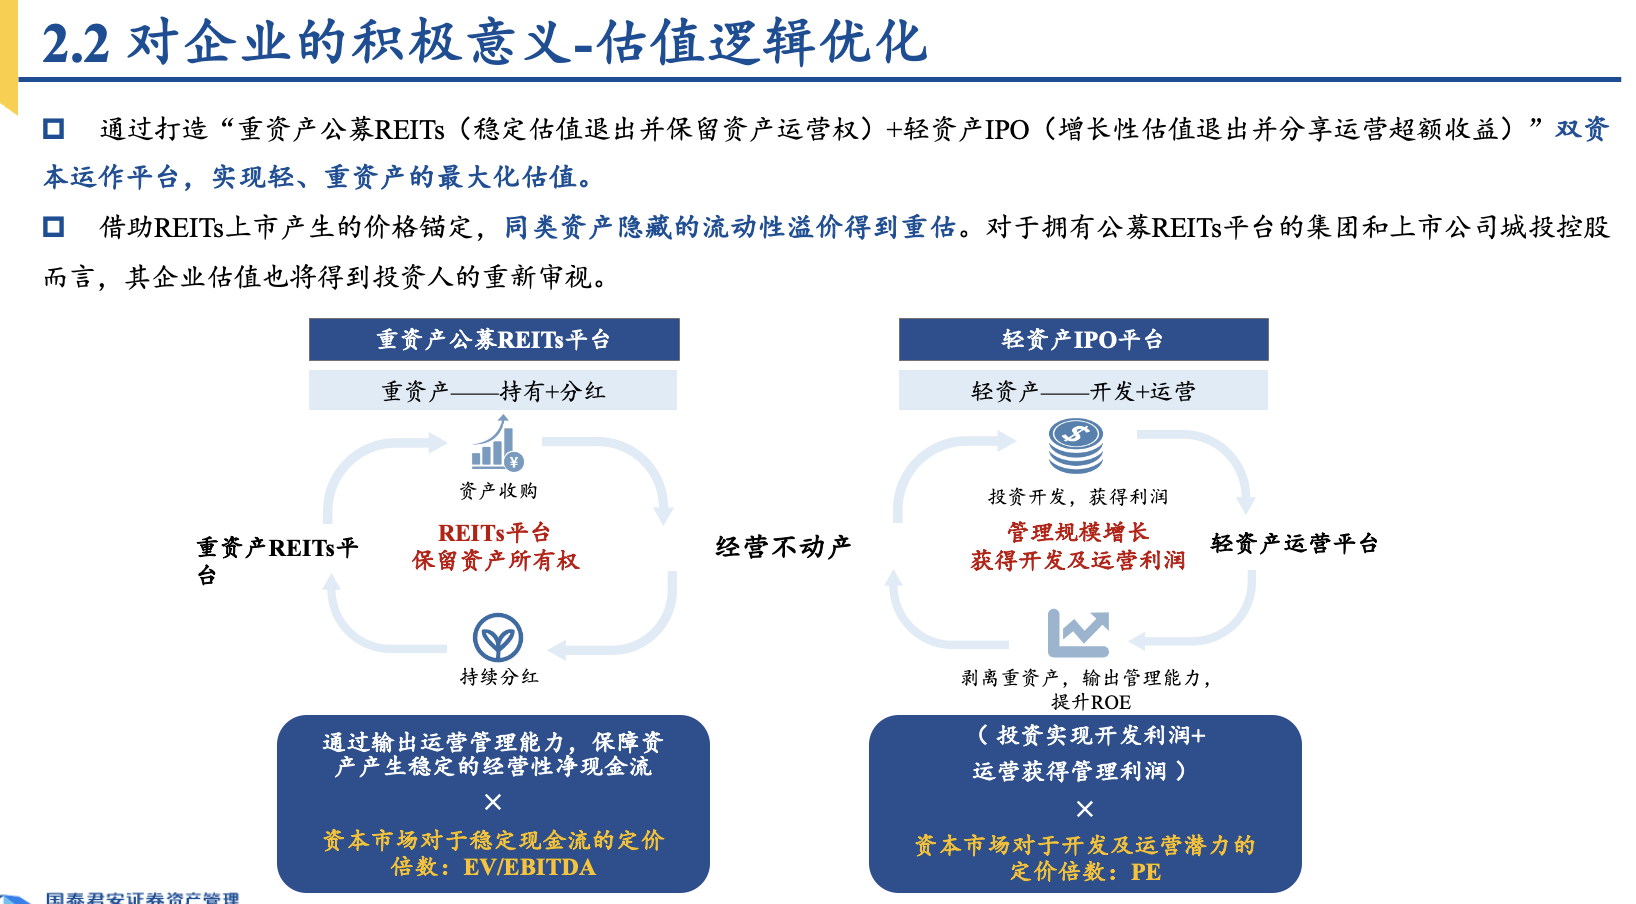 2.2 对企业的积极意义-估值逻辑优化
通过打造“重资产公募REITs（稳定估值退出并保留资产运营权）+轻资产IPO（增长性估值退出并分享运营超额收益）”双资
本运作平台，实现轻、重资产的最大化估值。
借助REITs上市产生的价格锚定，同类资产隐藏的流动性溢价得到重估。对于拥有公募REITs平台的集团和上市公司城投控股
而言，其企业估值也将得到投资人的重新审视。
重资产公募REITs平台
重资产——持有+分红
资产收购
REITs平台
保留资产所有权
重资产REITs平
台
持续分红
经营不动产
通过输出运营管理能力，保障资
产产生稳定的经营性净现金流
×
资本市场对于稳定现金流的定价
倍数：EV/EBITDA
轻资产IPO平台
轻资产——开发+运营
投资开发，获得利润
管理规模增长
获得开发及运营利润
轻资产运营平台
剥离重资产，输出管理能力，
提升ROE
（投资实现开发利润+
运营获得管理利润）
×
资本市场对于开发及运营潜力的
定价倍数：PE
国泰君安证券资产管理